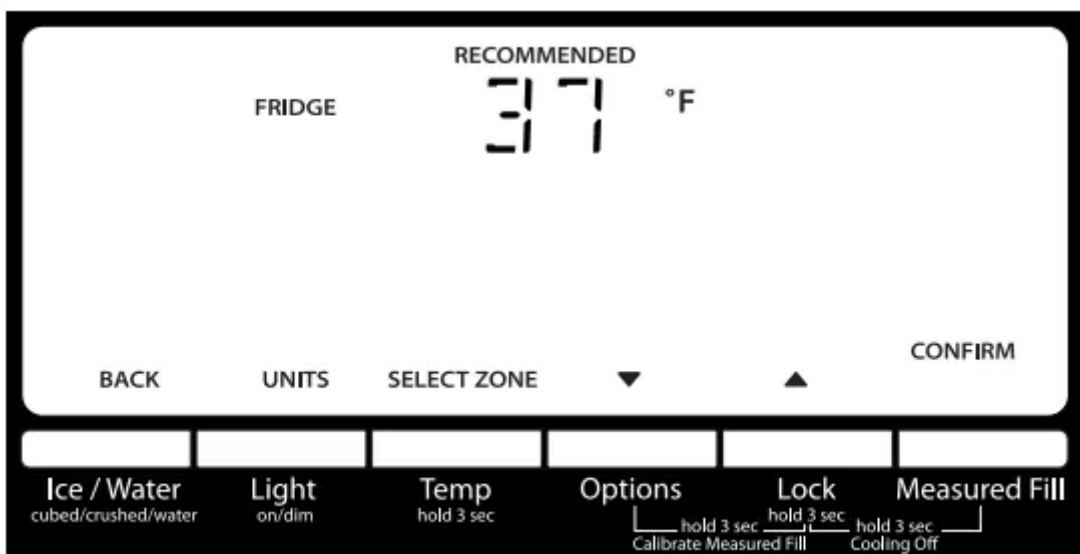 RECOMMENDED
FRIDGE 37 °F
CONFIRM
BACK UNITS SELECT ZONE ▼ ▲
Ice / Water Light Temp Options Lock Measured Fill
cubed/crushed/water on/dim hold 3 sec hold 3 sec
hold 3 sec hold 3 sec
Calibrate Measured Fill Cooling Off